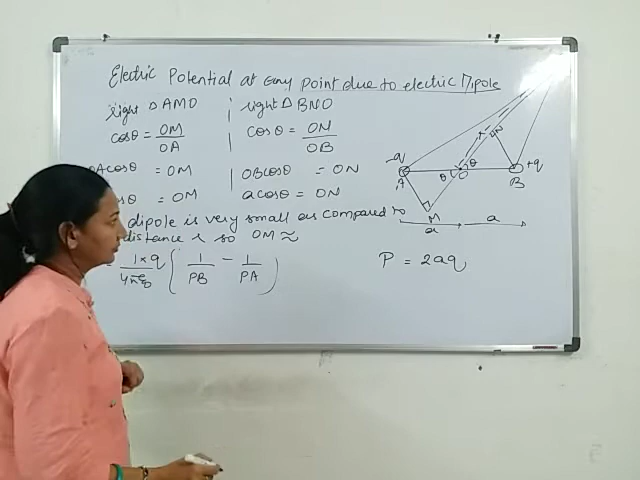 Electric Potential at any point due to electric Dipole
right △ AMO
cosθ = OM / OA
OAcosθ = OM
sθ = OM
right △ BNO
cosθ = ON / OB
OBcosθ = ON
acosθ = ON
dipole is very small as compared to
distance r so OM ≈
= 1×q / 4πε₀ ( 1/PB − 1/PA )
-q
A
M
θ
O
θ
N
r
+q
B
a
a
P = 2aq